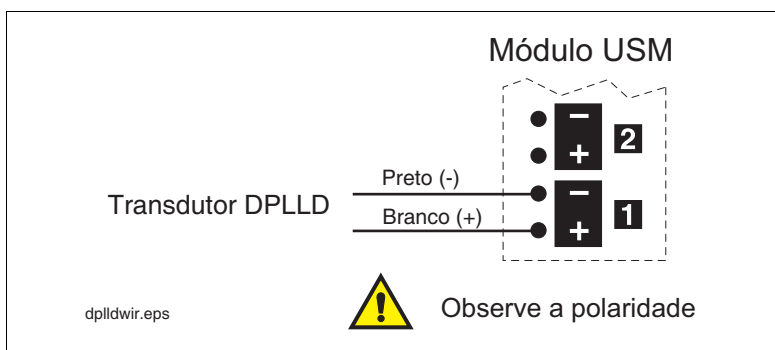 Módulo USM
−
+
2
Transdutor DPLLD
Preto (-)
Branco (+)
−
+
1
dplldwir.eps
!
Observe a polaridade